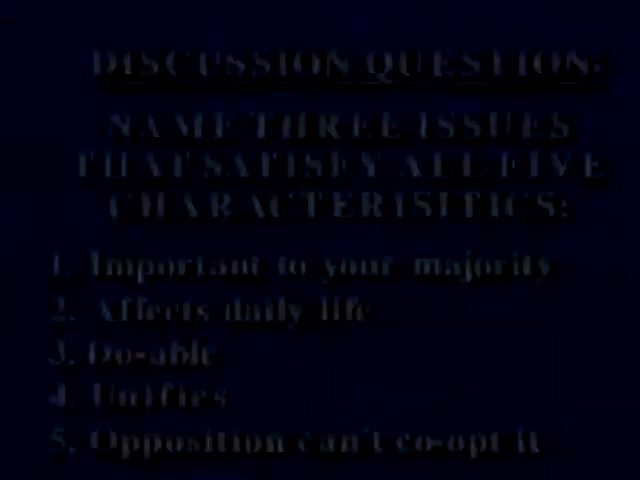 DISCUSSION QUESTION:
NAME THREE ISSUES
THAT SATISFY ALL FIVE
CHARACTERISITICS:
1. Important to your majority
2. Affects daily life
3. Do-able
4. Unifies
5. Opposition can't co-opt it